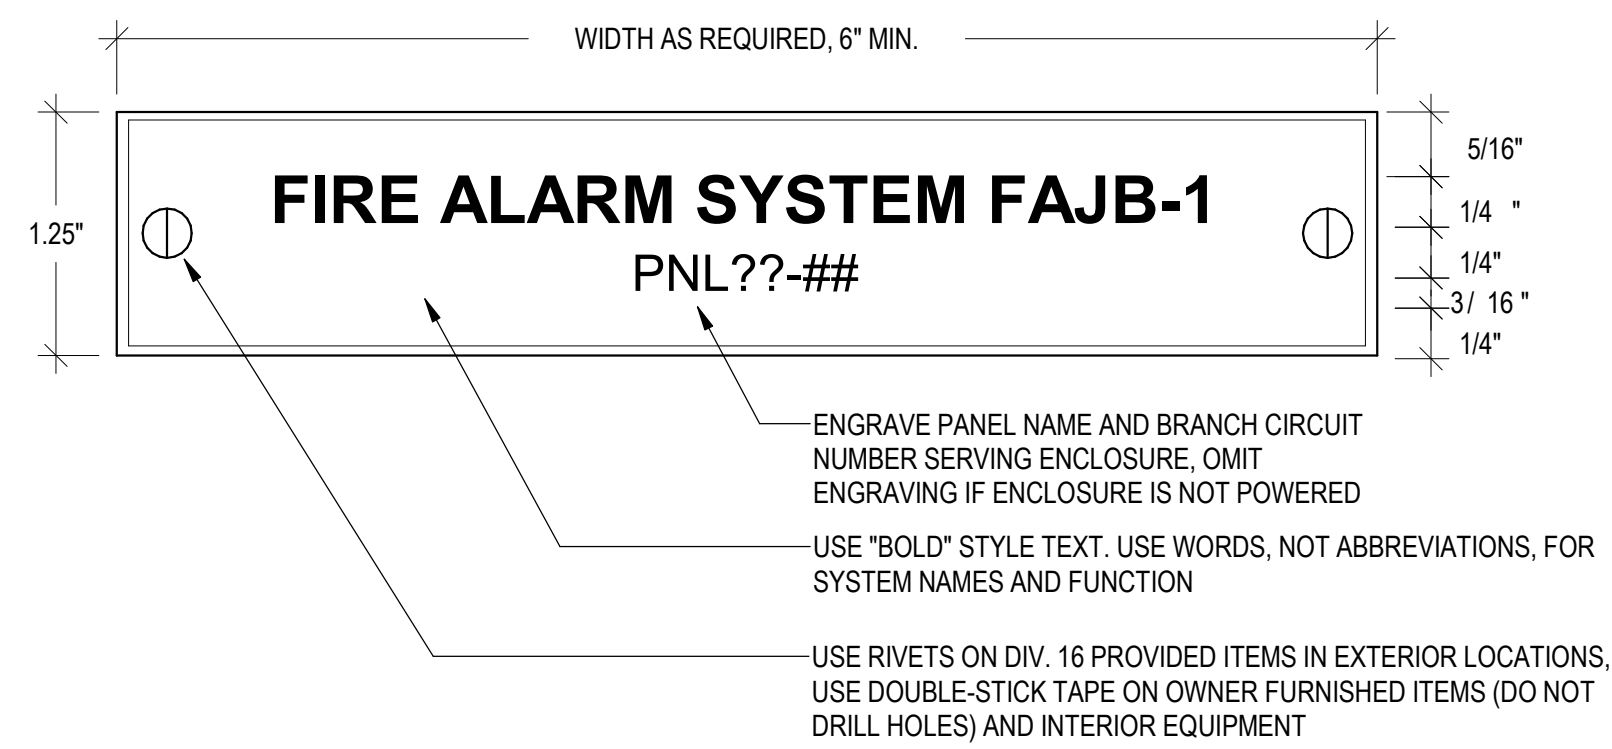 WIDTH AS REQUIRED, 6" MIN.
5/16"
FIRE ALARM SYSTEM FAJB-1
1/4 "
1.25"
1/4"
PNL??-##
3/ 16 "
1/4"
ENGRAVE PANEL NAME AND BRANCH CIRCUIT
NUMBER SERVING ENCLOSURE, OMIT
ENGRAVING IF ENCLOSURE IS NOT POWERED
USE "BOLD" STYLE TEXT. USE WORDS, NOT ABBREVIATIONS, FOR
SYSTEM NAMES AND FUNCTION
USE RIVETS ON DIV. 16 PROVIDED ITEMS IN EXTERIOR LOCATIONS,
USE DOUBLE-STICK TAPE ON OWNER FURNISHED ITEMS (DO NOT
DRILL HOLES) AND INTERIOR EQUIPMENT